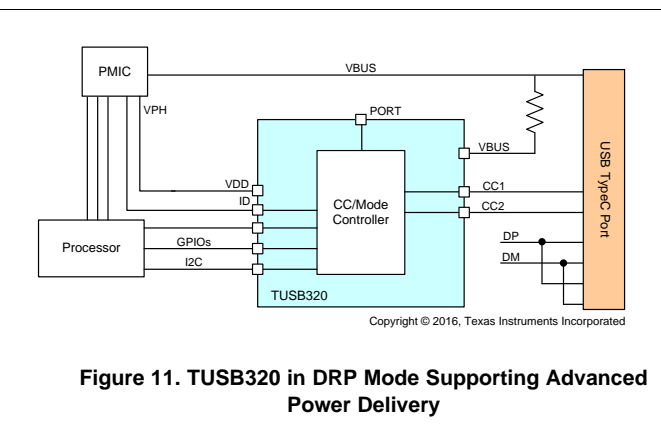 PMIC
VBUS
VPH
PORT
VBUS
VDD
ID
CC/Mode
Controller
CC1
CC2
USB TypeC Port
Processor
GPIOs
I2C
DP
DM
TUSB320
Copyright © 2016, Texas Instruments Incorporated
Figure 11. TUSB320 in DRP Mode Supporting Advanced
Power Delivery